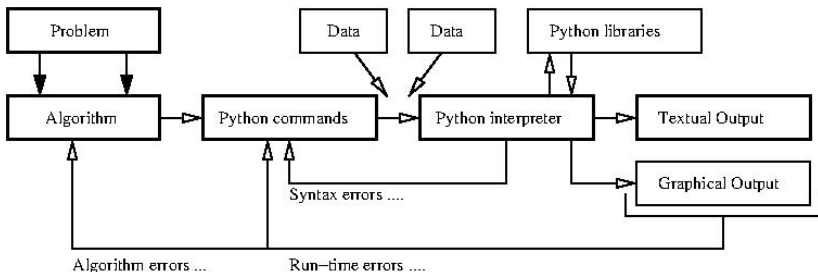 Problem
Data
Data
Python libraries
Algorithm
Python commands
Python interpreter
Textual Output
Graphical Output
Syntax errors ....
Algorithm errors ...
Run-time errors ....